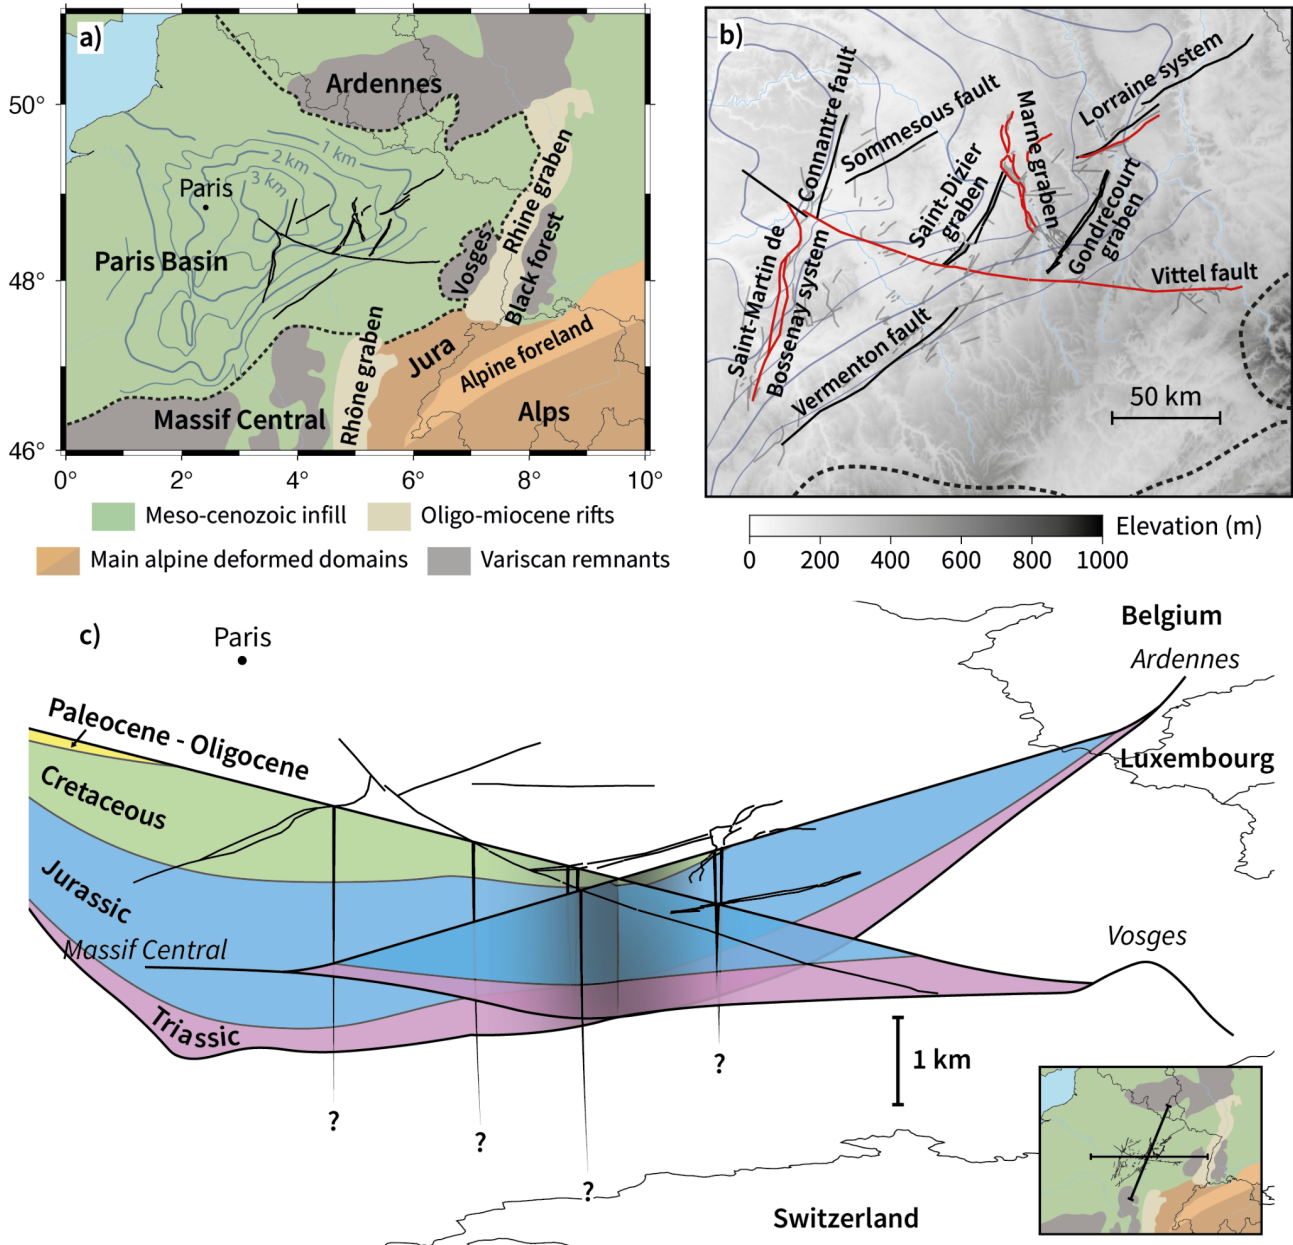 a)
Ardennes
50°
1 km
2 km
3 km
Paris
Rhine graben
Vosges
Black forest
Paris Basin
48°
Jura
Alpine foreland
Rhône graben
Massif Central
Alps
46°
0° 2° 4° 6° 8° 10°
Meso-cenozoic infill
Oligo-miocene rifts
Main alpine deformed domains
Variscan remnants
b)
Connantre fault
Sommesous fault
Marne graben
Lorraine system
Saint-Dizier
graben
Gondrecourt
graben
Saint-Martin de
Bossenay system
Vittel fault
Vermenton fault
50 km
Elevation (m)
0 200 400 600 800 1000
c)
Paris
Belgium
Ardennes
Paleocene - Oligocene
Luxembourg
Cretaceous
Jurassic
Massif Central
Vosges
Triassic
1 km
?
?
?
?
Switzerland